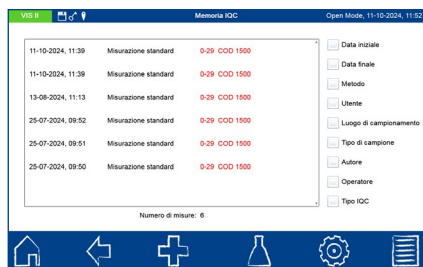 VIS II Memoria IQC Open Mode, 11-10-2024, 11:52
11-10-2024, 11:39 Misurazione standard 0-29 COD 1500
11-10-2024, 11:39 Misurazione standard 0-29 COD 1500
13-08-2024, 11:13 Misurazione standard 0-29 COD 1500
25-07-2024, 09:52 Misurazione standard 0-29 COD 1500
25-07-2024, 09:51 Misurazione standard 0-29 COD 1500
25-07-2024, 09:50 Misurazione standard 0-29 COD 1500
Numero di misure: 6
... Data iniziale
... Data finale
... Metodo
... Utente
... Luogo di campionamento
... Tipo di campione
... Autore
... Operatore
... Tipo IQC